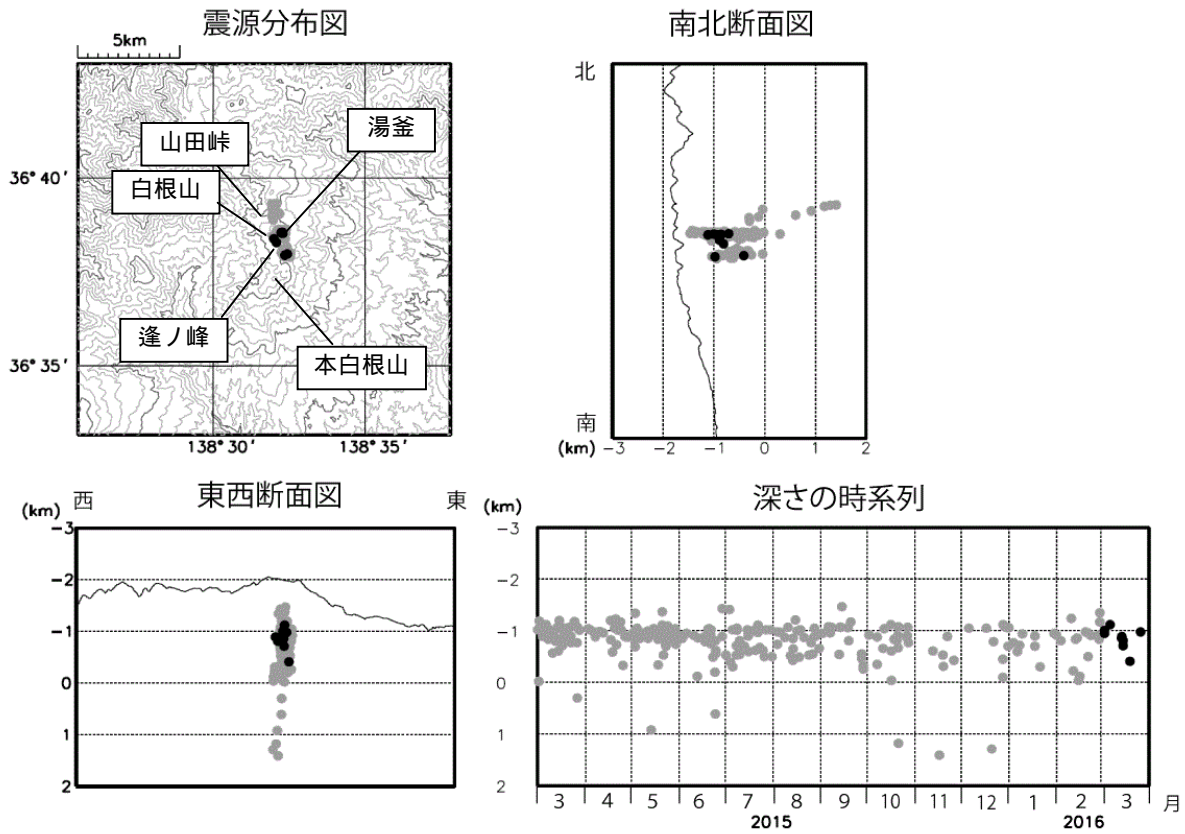 震源分布図
5km
山田峠
湯釜
白根山
逢ノ峰
本白根山
36°40′
36°35′
138°30′ 138°35′
南北断面図
北
南
(km) −3 −2 −1 0 1 2
東西断面図
西 東
(km)
−3
−2
−1
0
1
2
深さの時系列
(km)
−3
−2
−1
0
1
2
3 4 5 6 7 8 9 10 11 12 1 2 3 月
2015 2016